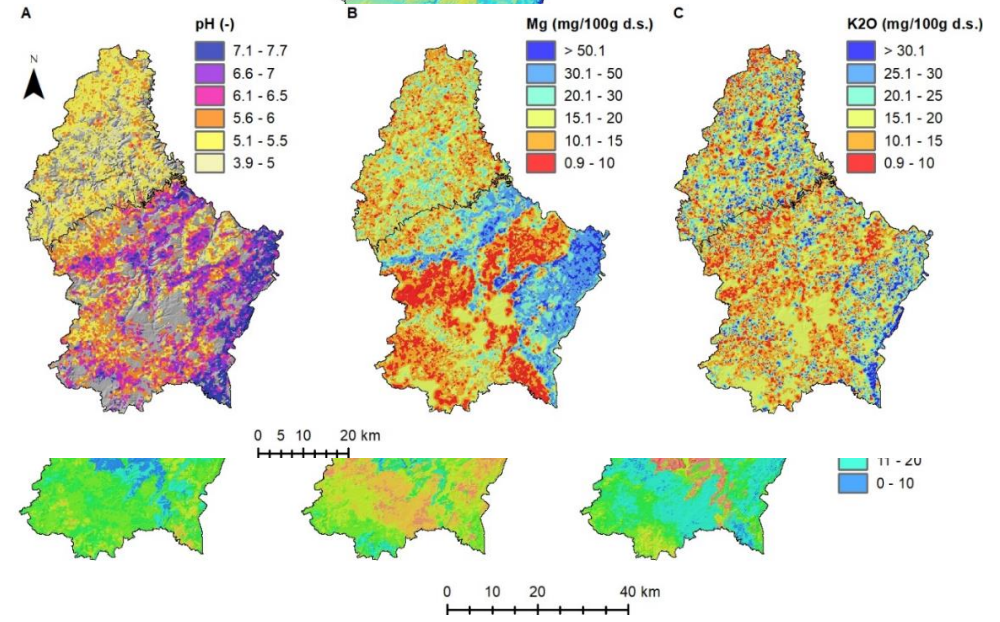 A
pH (-)
7.1 - 7.7
6.6 - 7
6.1 - 6.5
5.6 - 6
5.1 - 5.5
3.9 - 5
N
B
Mg (mg/100g d.s.)
> 50.1
30.1 - 50
20.1 - 30
15.1 - 20
10.1 - 15
0.9 - 10
C
K2O (mg/100g d.s.)
> 30.1
25.1 - 30
20.1 - 25
15.1 - 20
10.1 - 15
0.9 - 10
0 5 10 20 km
11 - 20
0 - 10
0 10 20 40 km